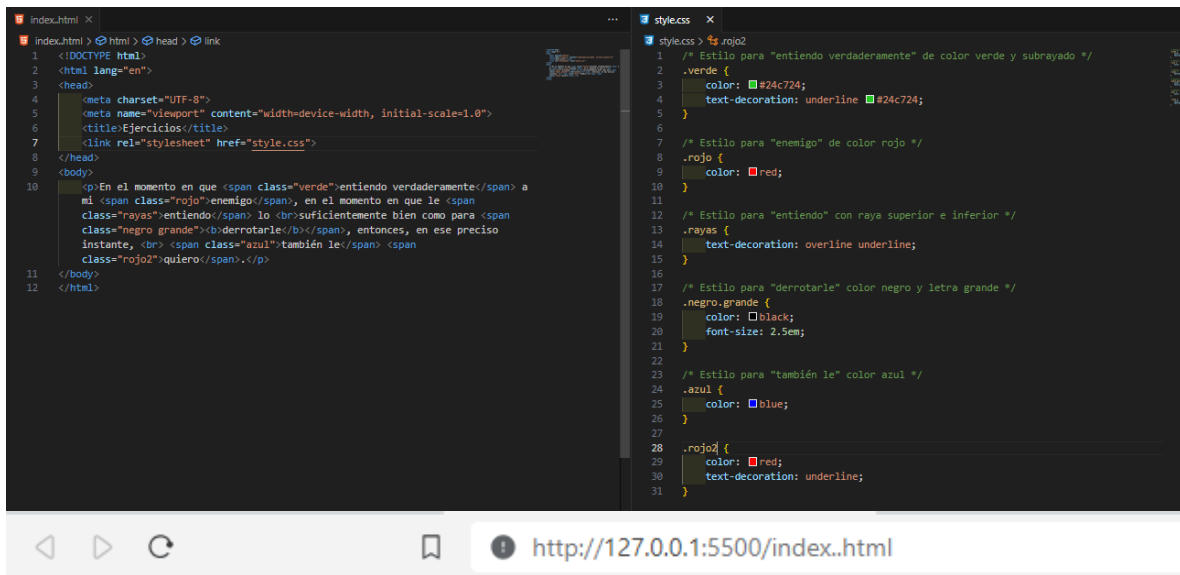 index..html
index..html > html > head > link
1 <!DOCTYPE html>
2 <html lang="en">
3 <head>
4 <meta charset="UTF-8">
5 <meta name="viewport" content="width=device-width, initial-scale=1.0">
6 <title>Ejercicios</title>
7 <link rel="stylesheet" href="style.css">
8 </head>
9 <body>
10 <p>En el momento en que <span class="verde">entiendo verdaderamente</span> a
mi <span class="rojo">enemigo</span>, en el momento en que le <span
class="rayas">entiendo</span> lo <br>suficientemente bien como para <span
class="negro grande"><b>derrotarle</b></span>, entonces, en ese preciso
instante, <br> <span class="azul">también le</span> <span
class="rojo2">quiero</span>.</p>
11 </body>
12 </html>
style.css
style.css > .rojo2
1 /* Estilo para "entiendo verdaderamente" de color verde y subrayado */
2 .verde {
3 color: #24c724;
4 text-decoration: underline #24c724;
5 }
6
7 /* Estilo para "enemigo" de color rojo */
8 .rojo {
9 color: red;
10 }
11
12 /* Estilo para "entiendo" con raya superior e inferior */
13 .rayas {
14 text-decoration: overline underline;
15 }
16
17 /* Estilo para "derrotarle" color negro y letra grande */
18 .negro.grande {
19 color: black;
20 font-size: 2.5em;
21 }
22
23 /* Estilo para "también le" color azul */
24 .azul {
25 color: blue;
26 }
27
28 .rojo2 {
29 color: red;
30 text-decoration: underline;
31 }
http://127.0.0.1:5500/index..html